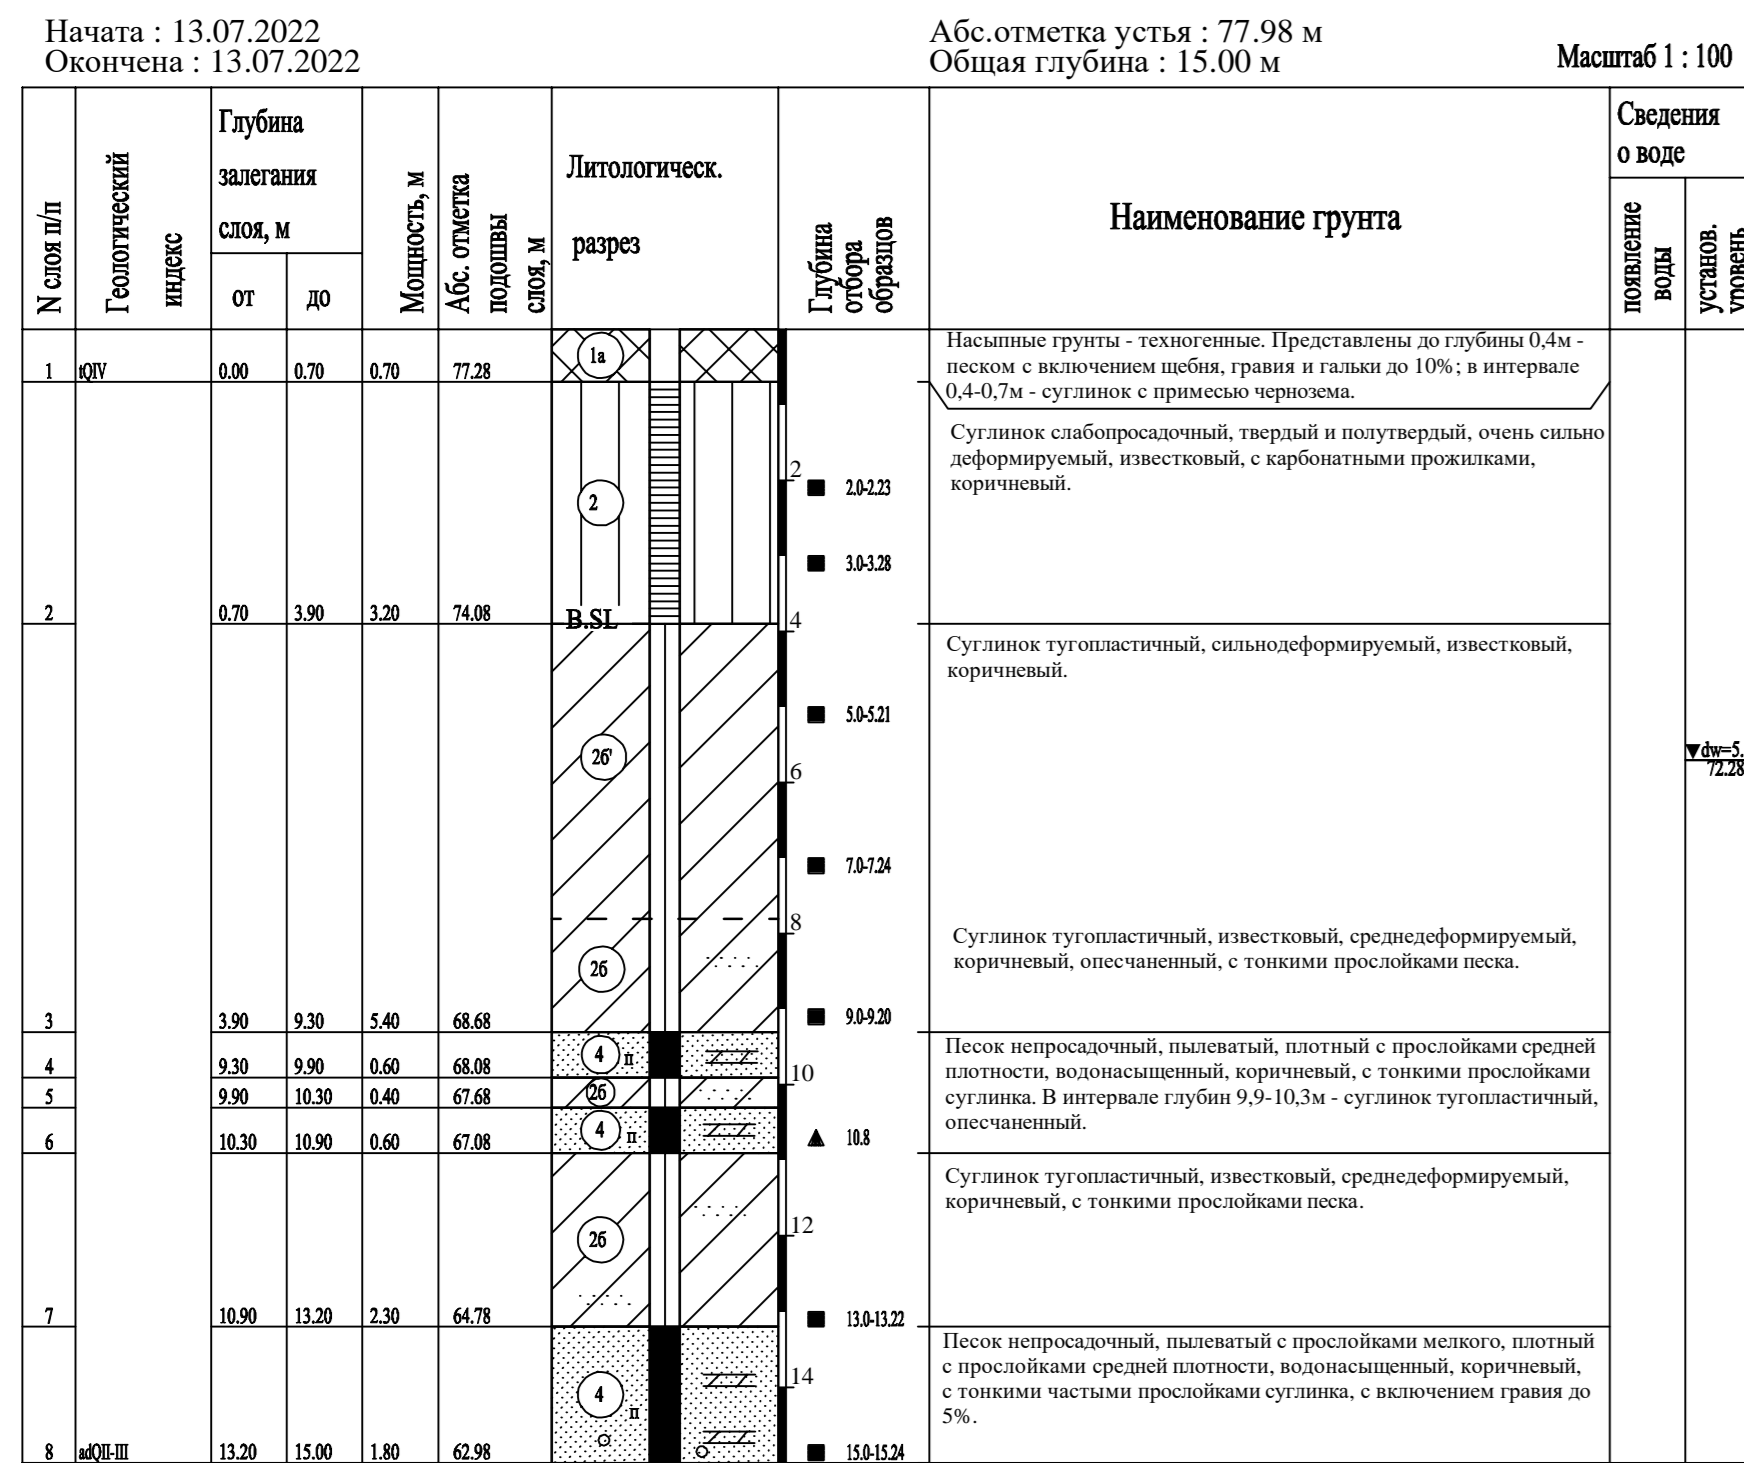 Начата : 13.07.2022
Окончена : 13.07.2022
Абс.отметка устья : 77.98 м
Общая глубина : 15.00 м
Масштаб 1 : 100
N слоя п/п
Геологический
индекс
Глубина
залегания
слоя, м
от
до
Мощность, м
Абс. отметка
подошвы
слоя, м
Литологическ.
разрез
Глубина
отбора
образцов
Наименование грунта
Сведения
о воде
появление
воды
установ.
уровень
1а
Насыпные грунты - техногенные. Представлены до глубины 0,4м -
песком с включением щебня, гравия и гальки до 10%; в интервале
0,4-0,7м - суглинок с примесью чернозема.
1 tQIV 0.00 0.70 0.70 77.28
Суглинок слабопросадочный, твердый и полутвердый, очень сильно
деформируемый, известковый, с карбонатными прожилками,
коричневый.
2
2.0-2.23
2
3.0-3.28
2 0.70 3.90 3.20 74.08
B.SL
4
Суглинок тугопластичный, сильнодеформируемый, известковый,
коричневый.
5.0-5.21
2б'
6
dw=5.
72.28
7.0-7.24
8
Суглинок тугопластичный, известковый, среднедеформируемый,
коричневый, опесчаненный, с тонкими прослойками песка.
2б
9.0-9.20
3 3.90 9.30 5.40 68.68
4 п
Песок непросадочный, пылеватый, плотный с прослойками средней
плотности, водонасыщенный, коричневый, с тонкими прослойками
суглинка. В интервале глубин 9,9-10,3м - суглинок тугопластичный,
опесчаненный.
4 9.30 9.90 0.60 68.08
10
2б
5 9.90 10.30 0.40 67.68
4 п
10.8
6 10.30 10.90 0.60 67.08
Суглинок тугопластичный, известковый, среднедеформируемый,
коричневый, с тонкими прослойками песка.
12
2б
7 10.90 13.20 2.30 64.78
13.0-13.22
Песок непросадочный, пылеватый с прослойками мелкого, плотный
с прослойками средней плотности, водонасыщенный, коричневый,
с тонкими частыми прослойками суглинка, с включением гравия до
5%.
14
4 п
8 adQII-III 13.20 15.00 1.80 62.98
15.0-15.24